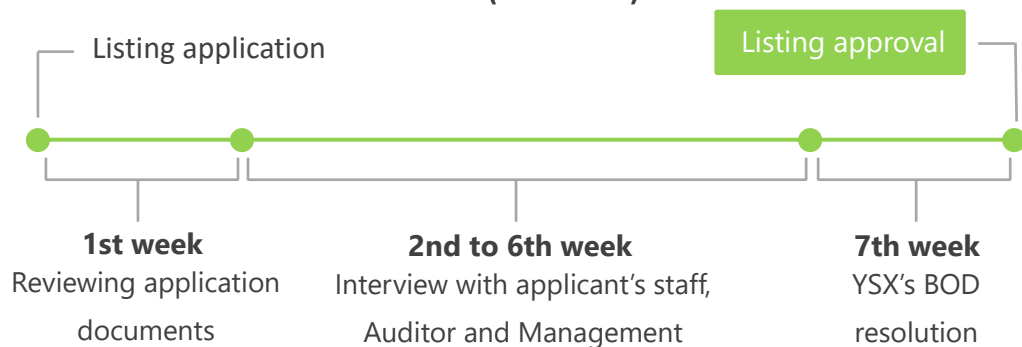 Listing application
Listing approval
1st week
Reviewing application
documents
2nd to 6th week
Interview with applicant’s staff,
Auditor and Management
7th week
YSX’s BOD
resolution